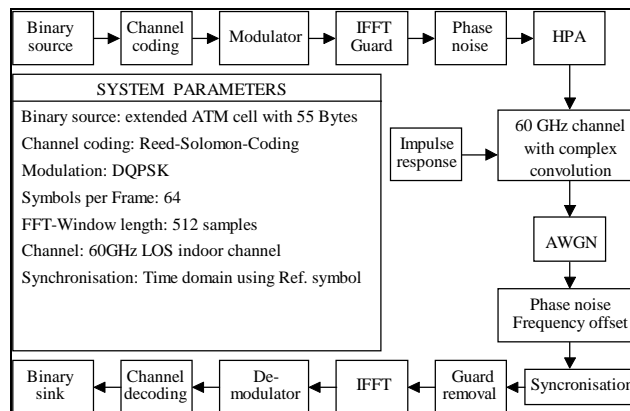 Binary
source
Channel
coding
Modulator
IFFT
Guard
Phase
noise
HPA
SYSTEM PARAMETERS
Binary source: extended ATM cell with 55 Bytes
Channel coding: Reed-Solomon-Coding
Modulation: DQPSK
Symbols per Frame: 64
FFT-Window length: 512 samples
Channel: 60GHz LOS indoor channel
Synchronisation: Time domain using Ref. symbol
Impulse
response
60 GHz channel
with complex
convolution
AWGN
Phase noise
Frequency offset
Binary
sink
Channel
decoding
De-
modulator
IFFT
Guard
removal
Syncronisation